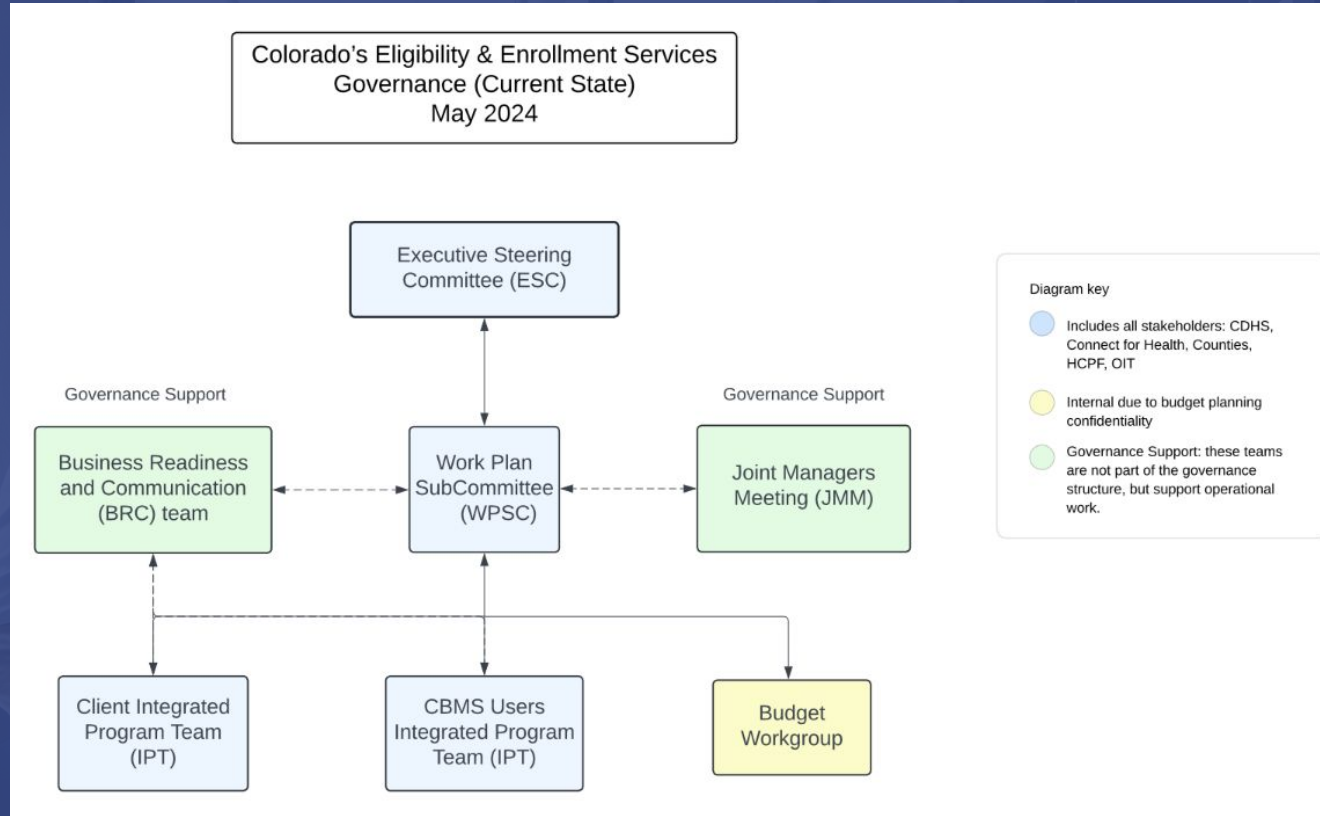 Colorado's Eligibility & Enrollment Services
Governance (Current State)
May 2024
Executive Steering
Committee (ESC)
Governance Support
Governance Support
Business Readiness
and Communication
(BRC) team
Work Plan
SubCommittee
(WPSC)
Joint Managers
Meeting (JMM)
Client Integrated
Program Team
(IPT)
CBMS Users
Integrated Program
Team (IPT)
Budget
Workgroup
Diagram key
Includes all stakeholders: CDHS,
Connect for Health, Counties,
HCPF, OIT
Internal due to budget planning
confidentiality
Governance Support: these teams
are not part of the governance
structure, but support operational
work.